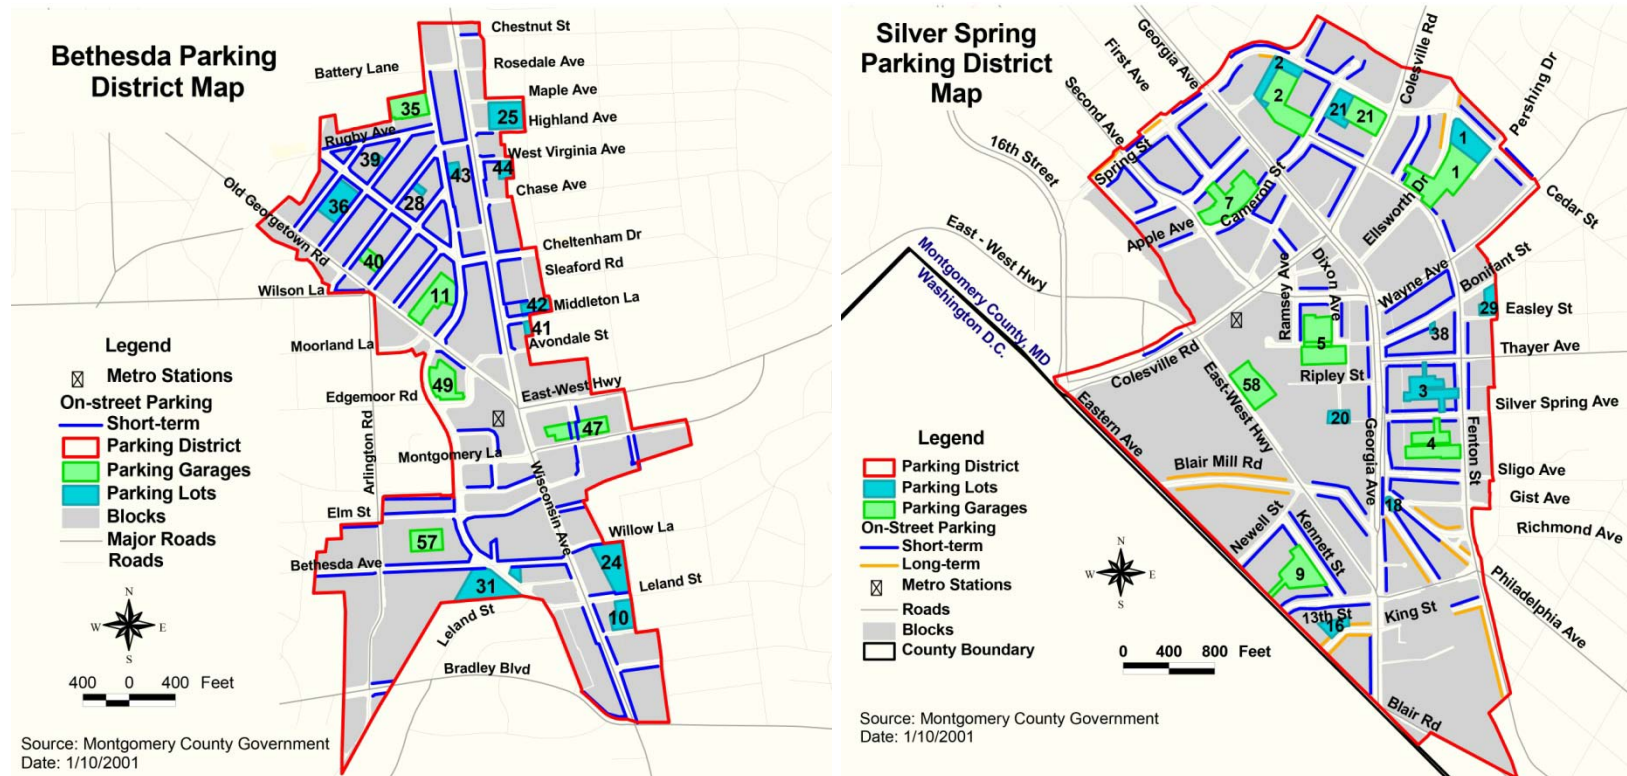 Bethesda Parking
District Map
Chestnut St
Battery Lane
Rosedale Ave
Maple Ave
35
25
Highland Ave
Rugby Ave
39
43
44
West Virginia Ave
Chase Ave
36
28
Old Georgetown Rd
Cheltenham Dr
40
Sleaford Rd
Wilson La
11
42
Middleton La
41
Avondale St
Moorland La
Legend
Metro Stations
On-street Parking
Short-term
Parking District
Parking Garages
Parking Lots
Blocks
Major Roads
Roads
49
East-West Hwy
Edgemoor Rd
47
Arlington Rd
Montgomery La
Wisconsin Ave
Elm St
57
Willow La
Bethesda Ave
24
31
Leland St
10
Leland St
Bradley Blvd
N
W
E
S
400 0 400 Feet
Source: Montgomery County Government
Date: 1/10/2001
Silver Spring
Parking District
Map
Georgia Ave
First Ave
Second Ave
Colesville Rd
Pershing Dr
2
2
21
21
1
1
16th Street
Spring St
7
Cameron St
Ellsworth Dr
Cedar St
Apple Ave
East - West Hwy
Montgomery County, MD
Washington D.C.
Dixon Ave
Ramsey Ave
Wayne Ave
Bonifant St
29
Easley St
38
5
Thayer Ave
Colesville Rd
Ripley St
58
3
Silver Spring Ave
20
East-West Hwy
Eastern Ave
4
Georgia Ave
Fenton St
Sligo Ave
Blair Mill Rd
Gist Ave
18
Richmond Ave
Newell St
Kennett St
9
Philadelphia Ave
13th St
16
King St
Blair Rd
Legend
Parking District
Parking Lots
Parking Garages
On-Street Parking
Short-term
Long-term
Metro Stations
Roads
Blocks
County Boundary
N
W
E
S
0 400 800 Feet
Source: Montgomery County Government
Date: 1/10/2001